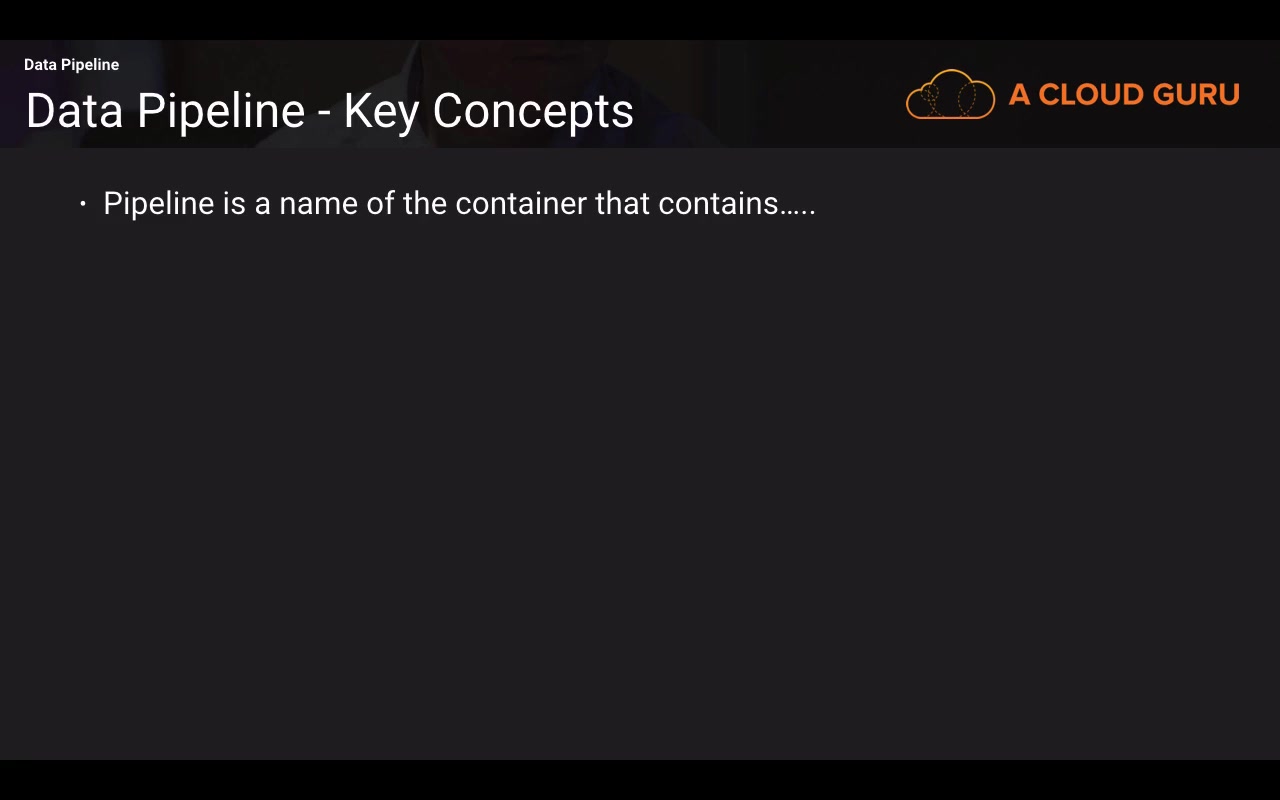 Data Pipeline
Data Pipeline - Key Concepts
A CLOUD GURU
· Pipeline is a name of the container that contains…..